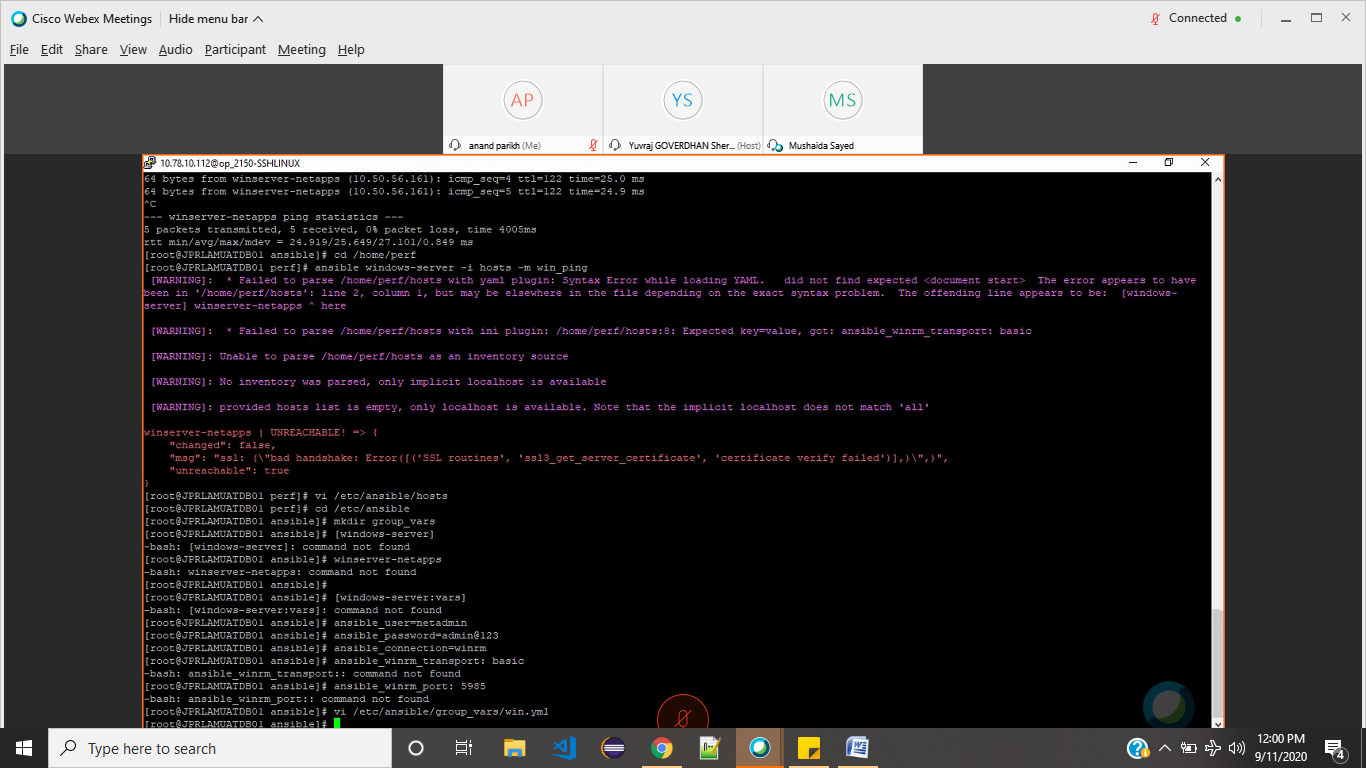 Cisco Webex Meetings
Hide menu bar
Connected
File Edit Share View Audio Participant Meeting Help
AP
YS
MS
anand parikh (Me)
Yuvraj GOVERDHAN Sher... (Host)
Mushaida Sayed
10.78.10.112@op_2150-SSHLINUX
64 bytes from winserver-netapps (10.50.56.161): icmp_seq=4 ttl=122 time=25.0 ms
64 bytes from winserver-netapps (10.50.56.161): icmp_seq=5 ttl=122 time=24.9 ms
^C
--- winserver-netapps ping statistics ---
5 packets transmitted, 5 received, 0% packet loss, time 4005ms
rtt min/avg/max/mdev = 24.919/25.649/27.101/0.849 ms
[root@JPRLAMUATDB01 ansible]# cd /home/perf
[root@JPRLAMUATDB01 perf]# ansible windows-server -i hosts -m win_ping
[WARNING]:  * Failed to parse /home/perf/hosts with yaml plugin: Syntax Error while loading YAML.   did not find expected <document start>  The error appears to have
been in '/home/perf/hosts': line 2, column 1, but may be elsewhere in the file depending on the exact syntax problem.  The offending line appears to be:  [windows-
server] winserver-netapps ^ here
[WARNING]:  * Failed to parse /home/perf/hosts with ini plugin: /home/perf/hosts:8: Expected key=value, got: ansible_winrm_transport: basic
[WARNING]: Unable to parse /home/perf/hosts as an inventory source
[WARNING]: No inventory was parsed, only implicit localhost is available
[WARNING]: provided hosts list is empty, only localhost is available. Note that the implicit localhost does not match 'all'
winserver-netapps | UNREACHABLE! => {
    "changed": false,
    "msg": "ssl: (\"bad handshake: Error([('SSL routines', 'ssl3_get_server_certificate', 'certificate verify failed')],)\",)",
    "unreachable": true
}
[root@JPRLAMUATDB01 perf]# vi /etc/ansible/hosts
[root@JPRLAMUATDB01 perf]# cd /etc/ansible
[root@JPRLAMUATDB01 ansible]# mkdir group_vars
[root@JPRLAMUATDB01 ansible]# [windows-server]
-bash: [windows-server]: command not found
[root@JPRLAMUATDB01 ansible]# winserver-netapps
-bash: winserver-netapps: command not found
[root@JPRLAMUATDB01 ansible]#
[root@JPRLAMUATDB01 ansible]# [windows-server:vars]
-bash: [windows-server:vars]: command not found
[root@JPRLAMUATDB01 ansible]# ansible_user=netadmin
[root@JPRLAMUATDB01 ansible]# ansible_password=admin@123
[root@JPRLAMUATDB01 ansible]# ansible_connection=winrm
[root@JPRLAMUATDB01 ansible]# ansible_winrm_transport: basic
-bash: ansible_winrm_transport:: command not found
[root@JPRLAMUATDB01 ansible]# ansible_winrm_port: 5985
-bash: ansible_winrm_port:: command not found
[root@JPRLAMUATDB01 ansible]# vi /etc/ansible/group_vars/win.yml
[root@JPRLAMUATDB01 ansible]#
Type here to search
12:00 PM
9/11/2020
4